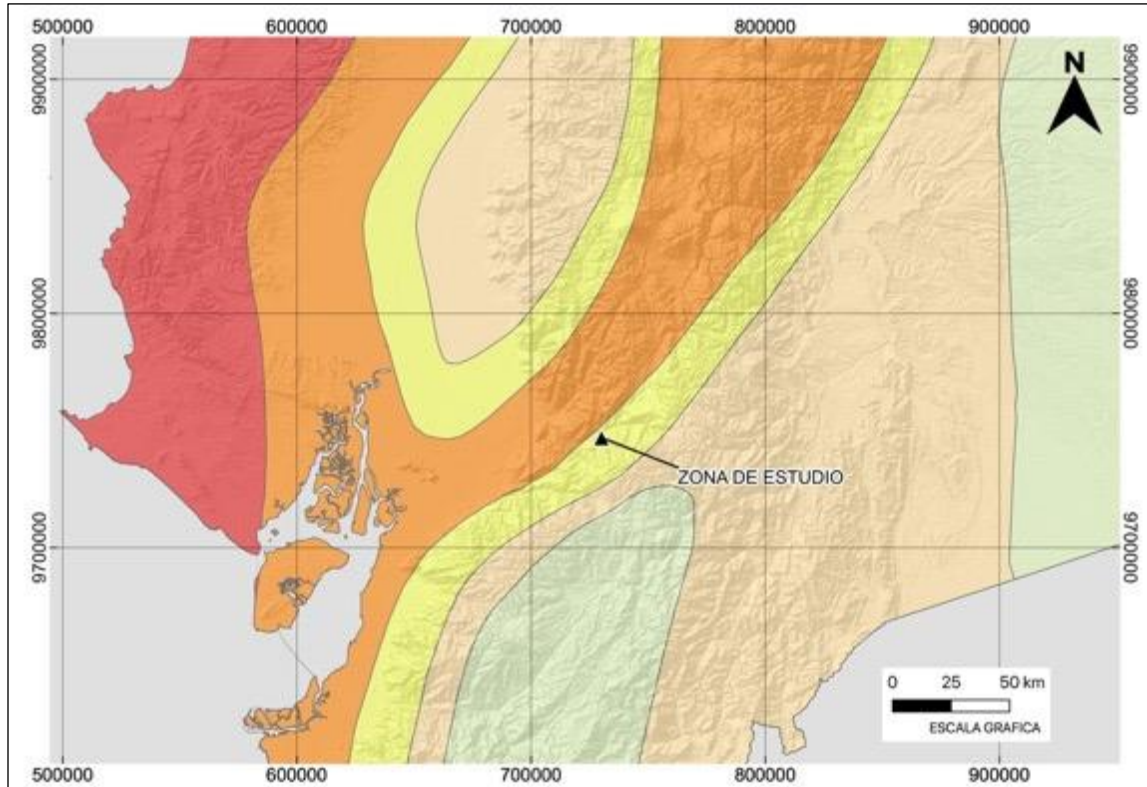 500000 600000 700000 800000 900000
9900000 9900000
N
9800000 9800000
ZONA DE ESTUDIO
9700000 9700000
0 25 50 km
ESCALA GRAFICA
500000 600000 700000 800000 900000